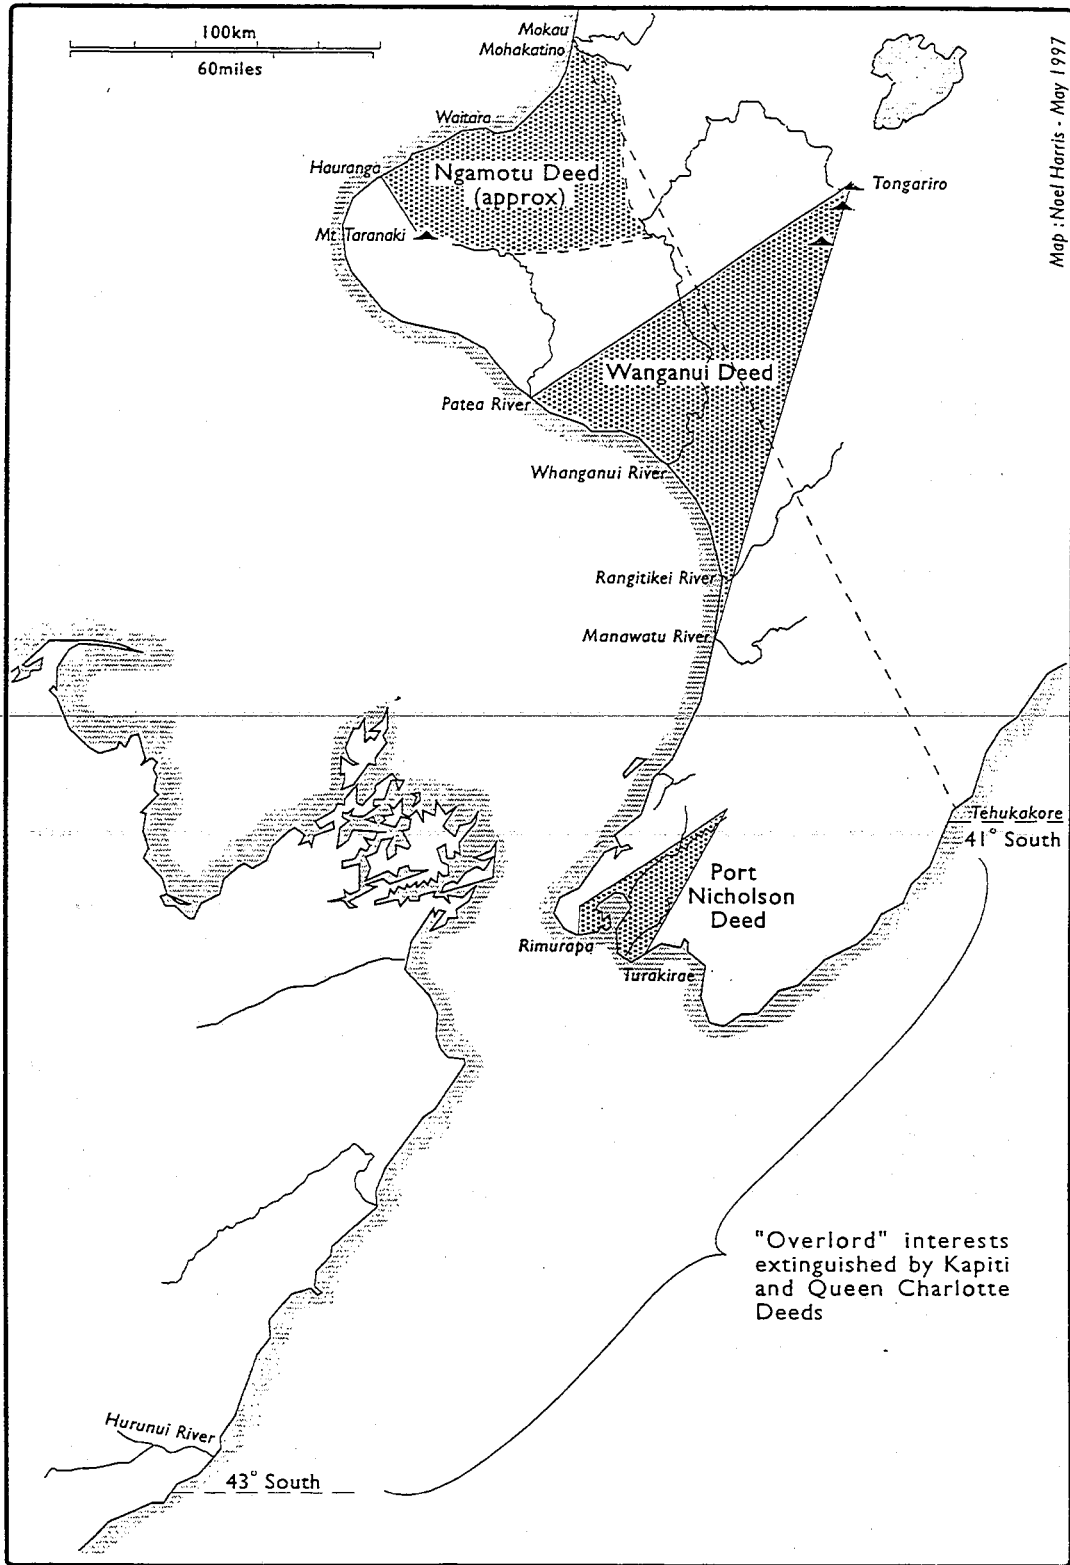 100km
60miles
Mokau
Mohakatino
Map : Noel Harris - May 1997
Waitara
Hauranga
Ngamotu Deed
(approx)
Tongariro
Mt Taranaki
Wanganui Deed
Patea River
Whanganui River
Rangitikei River
Manawatu River
Tehukakore
41° South
Port
Nicholson
Deed
Rimurapa
Turakirae
"Overlord" interests
extinguished by Kapiti
and Queen Charlotte
Deeds
Hurunui River
43° South